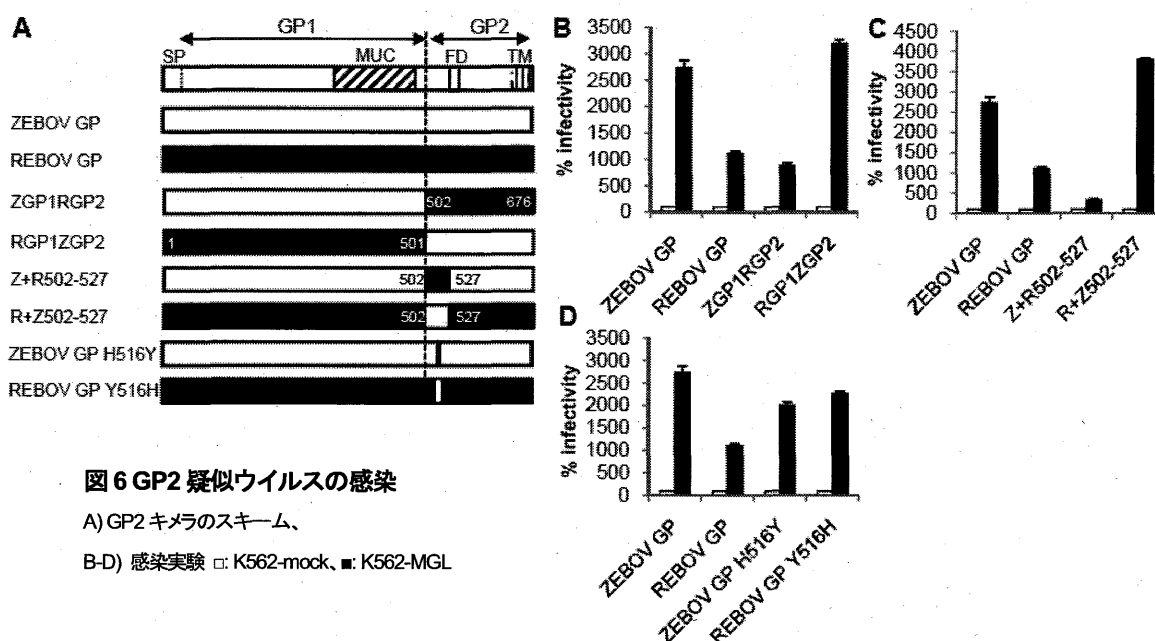 A
GP1
GP2
SP
MUC
FD
TM
ZEBOV GP
REBOV GP
ZGP1RGP2
502
676
RGP1ZGP2
1
501
Z+R502-527
502
527
R+Z502-527
502
527
ZEBOV GP H516Y
REBOV GP Y516H
B
% infectivity
3500
3000
2500
2000
1500
1000
500
0
ZEBOV GP
REBOV GP
ZGP1RGP2
RGP1ZGP2
C
% infectivity
4500
4000
3500
3000
2500
2000
1500
1000
500
0
ZEBOV GP
REBOV GP
Z+R502-527
R+Z502-527
D
% infectivity
3500
3000
2500
2000
1500
1000
500
0
ZEBOV GP
REBOV GP
ZEBOV GP H516Y
REBOV GP Y516H
図 6 GP2 疑似ウイルスの感染
A) GP2 キメラのスキーム、
B-D) 感染実験 □: K562-mock、■: K562-MGL